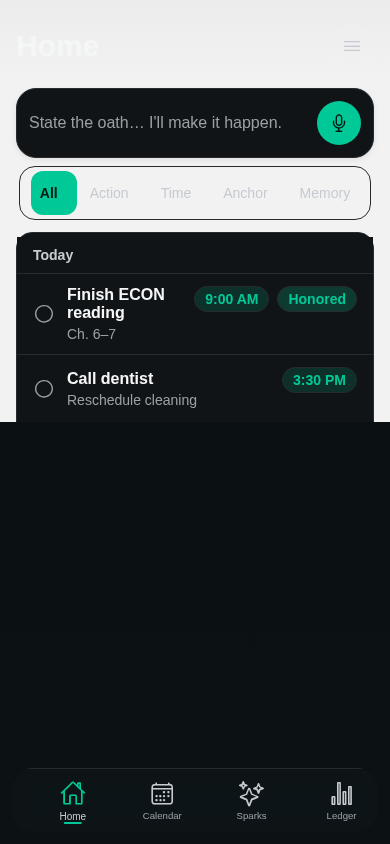 Home
State the oath… I'll make it happen.
All Action Time Anchor Memory
Today
Finish ECON reading 9:00 AM Honored
Ch. 6–7
Call dentist 3:30 PM
Reschedule cleaning
Home Calendar Sparks Ledger